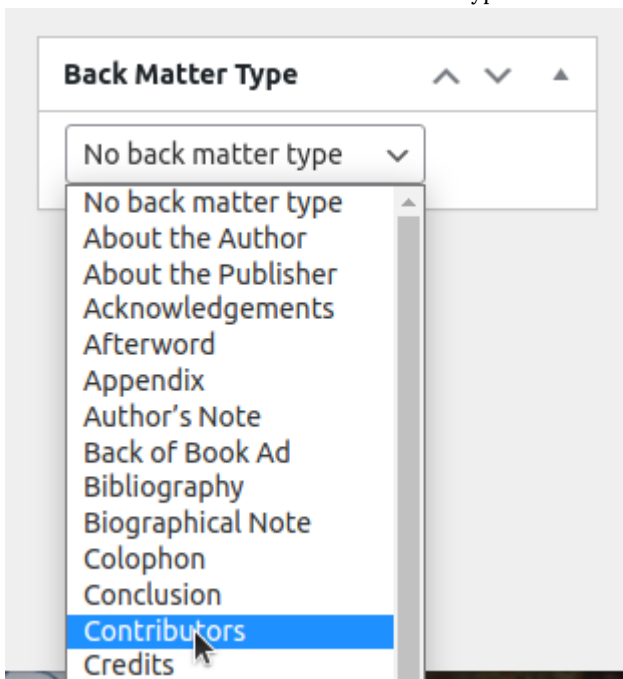 Back Matter Type
No back matter type
No back matter type
About the Author
About the Publisher
Acknowledgements
Afterword
Appendix
Author's Note
Back of Book Ad
Bibliography
Biographical Note
Colophon
Conclusion
Contributors
Credits